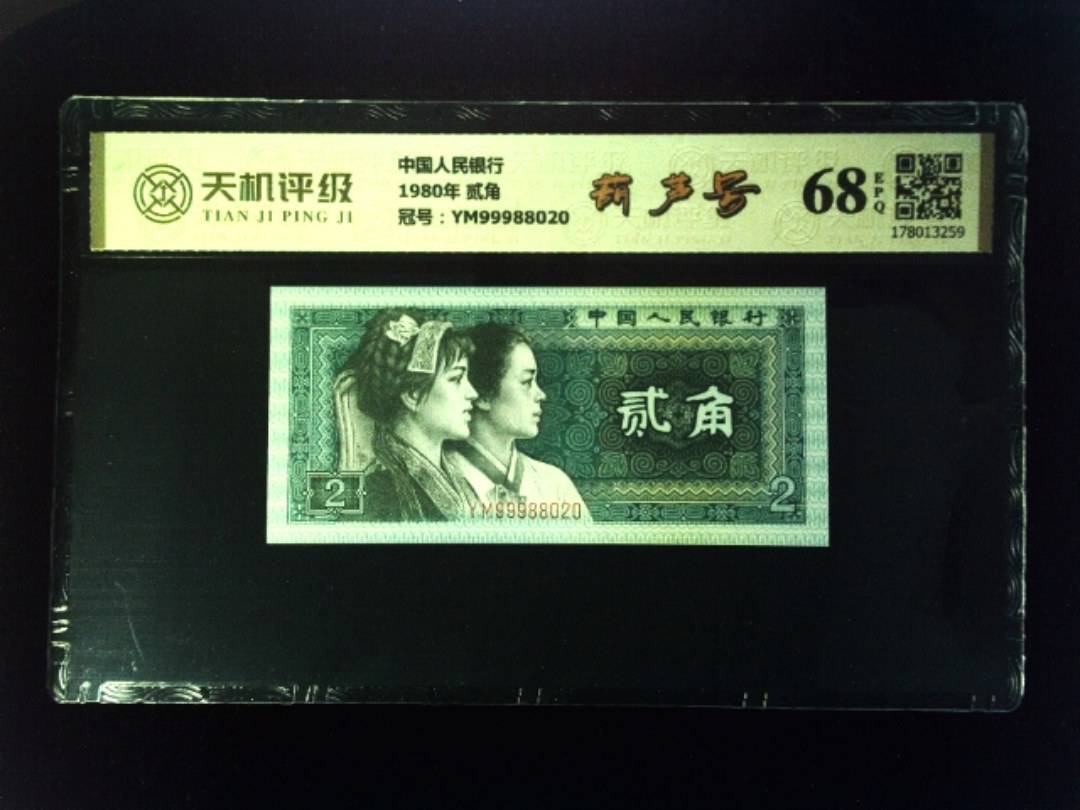 天机评级
TIAN JI PING JI
中国人民银行
1980年 贰角
冠号：YM99988020
葫芦号
68
EPQ
178013259
中国人民银行
贰角
2
YM99988020
2